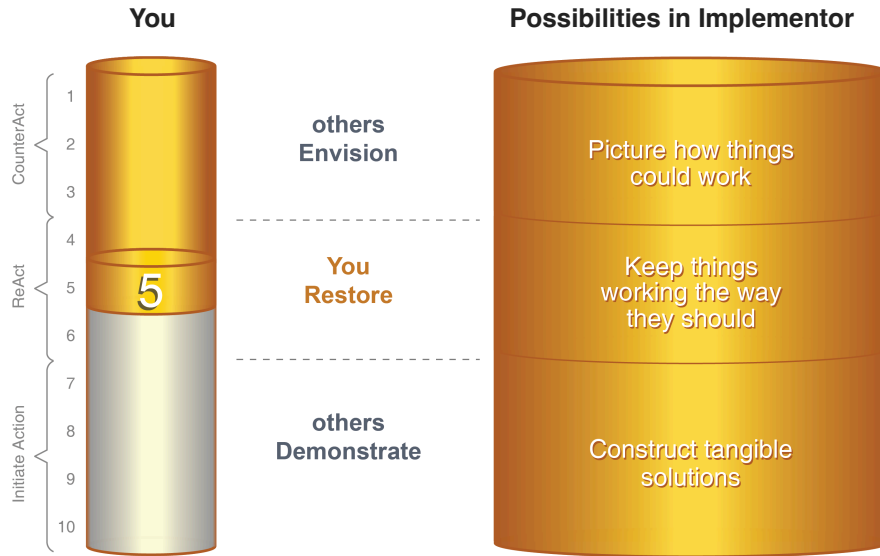 You
Possibilities in Implementor
CounterAct
1
2
3
others
Envision
Picture how things
could work
ReAct
4
5
6
5
You
Restore
Keep things
working the way
they should
Initiate Action
7
8
9
10
others
Demonstrate
Construct tangible
solutions